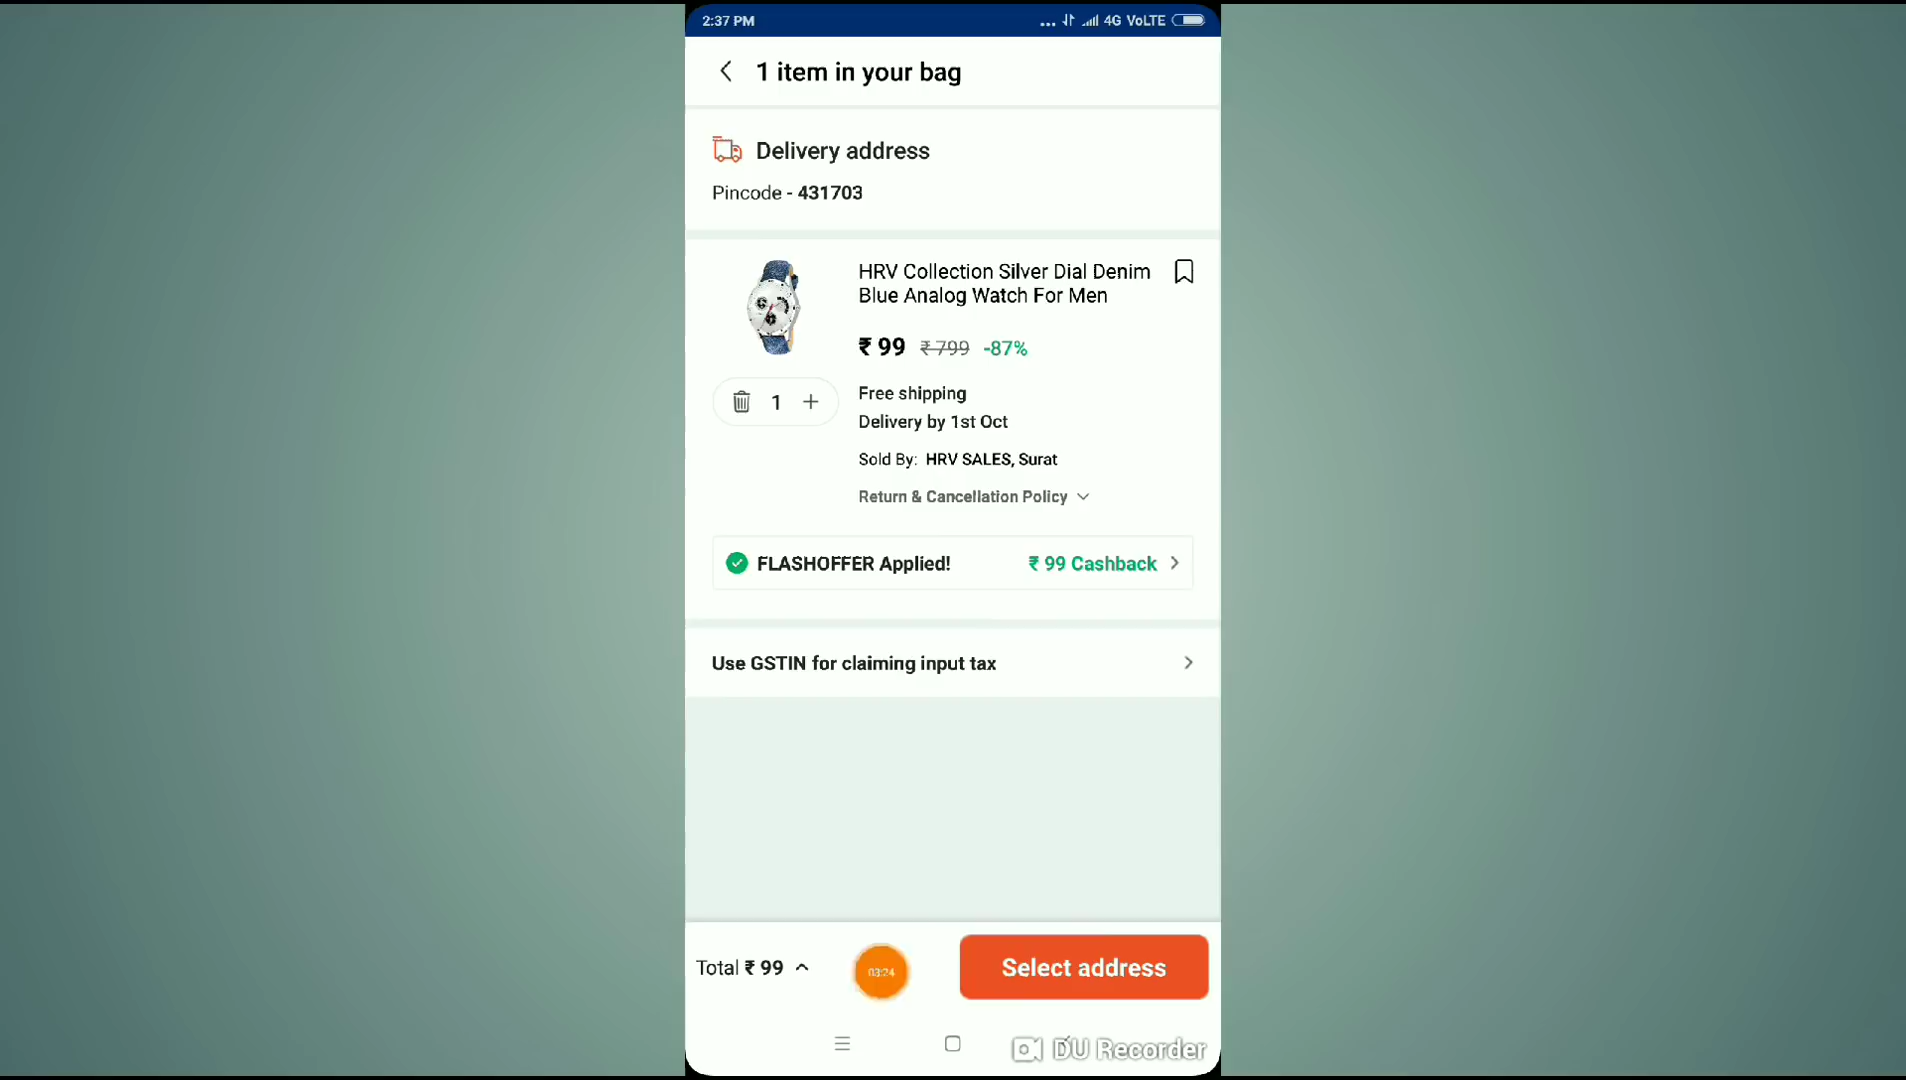 2:37 PM ... 4G VoLTE
1 item in your bag
Delivery address
Pincode - 431703
HRV Collection Silver Dial Denim
Blue Analog Watch For Men
₹ 99 ₹ 799 -87%
1
Free shipping
Delivery by 1st Oct
Sold By: HRV SALES, Surat
Return & Cancellation Policy
FLASHOFFER Applied! ₹ 99 Cashback
Use GSTIN for claiming input tax
Total ₹ 99 03:24 Select address
DU Recorder